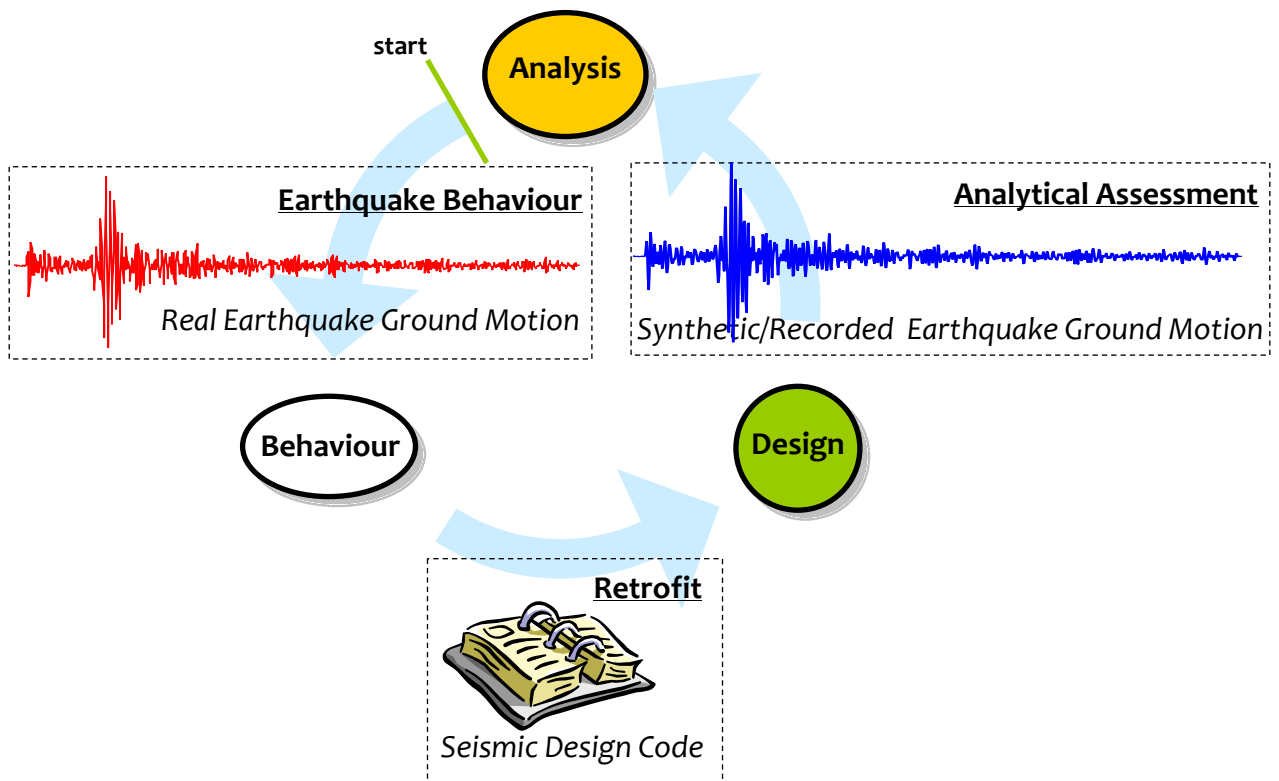 start
Analysis
Earthquake Behaviour
Real Earthquake Ground Motion
Analytical Assessment
Synthetic/Recorded Earthquake Ground Motion
Behaviour
Design
Retrofit
Seismic Design Code